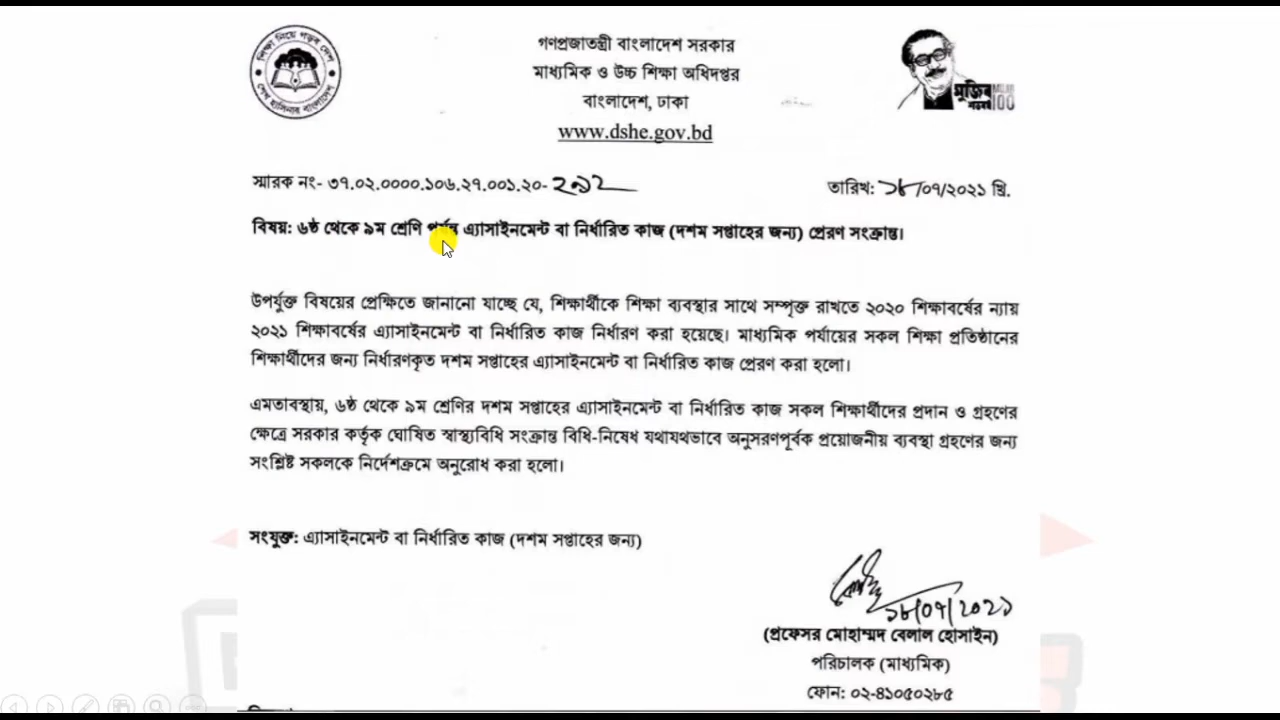 শিক্ষা নিয়ে গড়ব দেশ
শেখ হাসিনার বাংলাদেশ
গণপ্রজাতন্ত্রী বাংলাদেশ সরকার
মাধ্যমিক ও উচ্চ শিক্ষা অধিদপ্তর
বাংলাদেশ, ঢাকা
www.dshe.gov.bd
মুজিব
100
স্মারক নং- ৩৭.০২.০০০০.১০৬.২৭.০০১.২০-২৯২
তারিখ: ১৮/০৭/২০২১ খ্রি.
বিষয়: ৬ষ্ঠ থেকে ৯ম শ্রেণি পর্যন্ত এ্যাসাইনমেন্ট বা নির্ধারিত কাজ (দশম সপ্তাহের জন্য) প্রেরণ সংক্রান্ত।
উপর্যুক্ত বিষয়ের প্রেক্ষিতে জানানো যাচ্ছে যে, শিক্ষার্থীকে শিক্ষা ব্যবস্থার সাথে সম্পৃক্ত রাখতে ২০২০ শিক্ষাবর্ষের ন্যায়
২০২১ শিক্ষাবর্ষের এ্যাসাইনমেন্ট বা নির্ধারিত কাজ নির্ধারণ করা হয়েছে। মাধ্যমিক পর্যায়ের সকল শিক্ষা প্রতিষ্ঠানের
শিক্ষার্থীদের জন্য নির্ধারণকৃত দশম সপ্তাহের এ্যাসাইনমেন্ট বা নির্ধারিত কাজ প্রেরণ করা হলো।
এমতাবস্থায়, ৬ষ্ঠ থেকে ৯ম শ্রেণির দশম সপ্তাহের এ্যাসাইনমেন্ট বা নির্ধারিত কাজ সকল শিক্ষার্থীদের প্রদান ও গ্রহণের
ক্ষেত্রে সরকার কর্তৃক ঘোষিত স্বাস্থ্যবিধি সংক্রান্ত বিধি-নিষেধ যথাযথভাবে অনুসরণপূর্বক প্রয়োজনীয় ব্যবস্থা গ্রহণের জন্য
সংশ্লিষ্ট সকলকে নির্দেশক্রমে অনুরোধ করা হলো।
সংযুক্ত: এ্যাসাইনমেন্ট বা নির্ধারিত কাজ (দশম সপ্তাহের জন্য)
১৮/০৭/২০২১
(প্রফেসর মোহাম্মদ বেলাল হোসাইন)
পরিচালক (মাধ্যমিক)
ফোন: ০২-৪১০৫০২৮৫